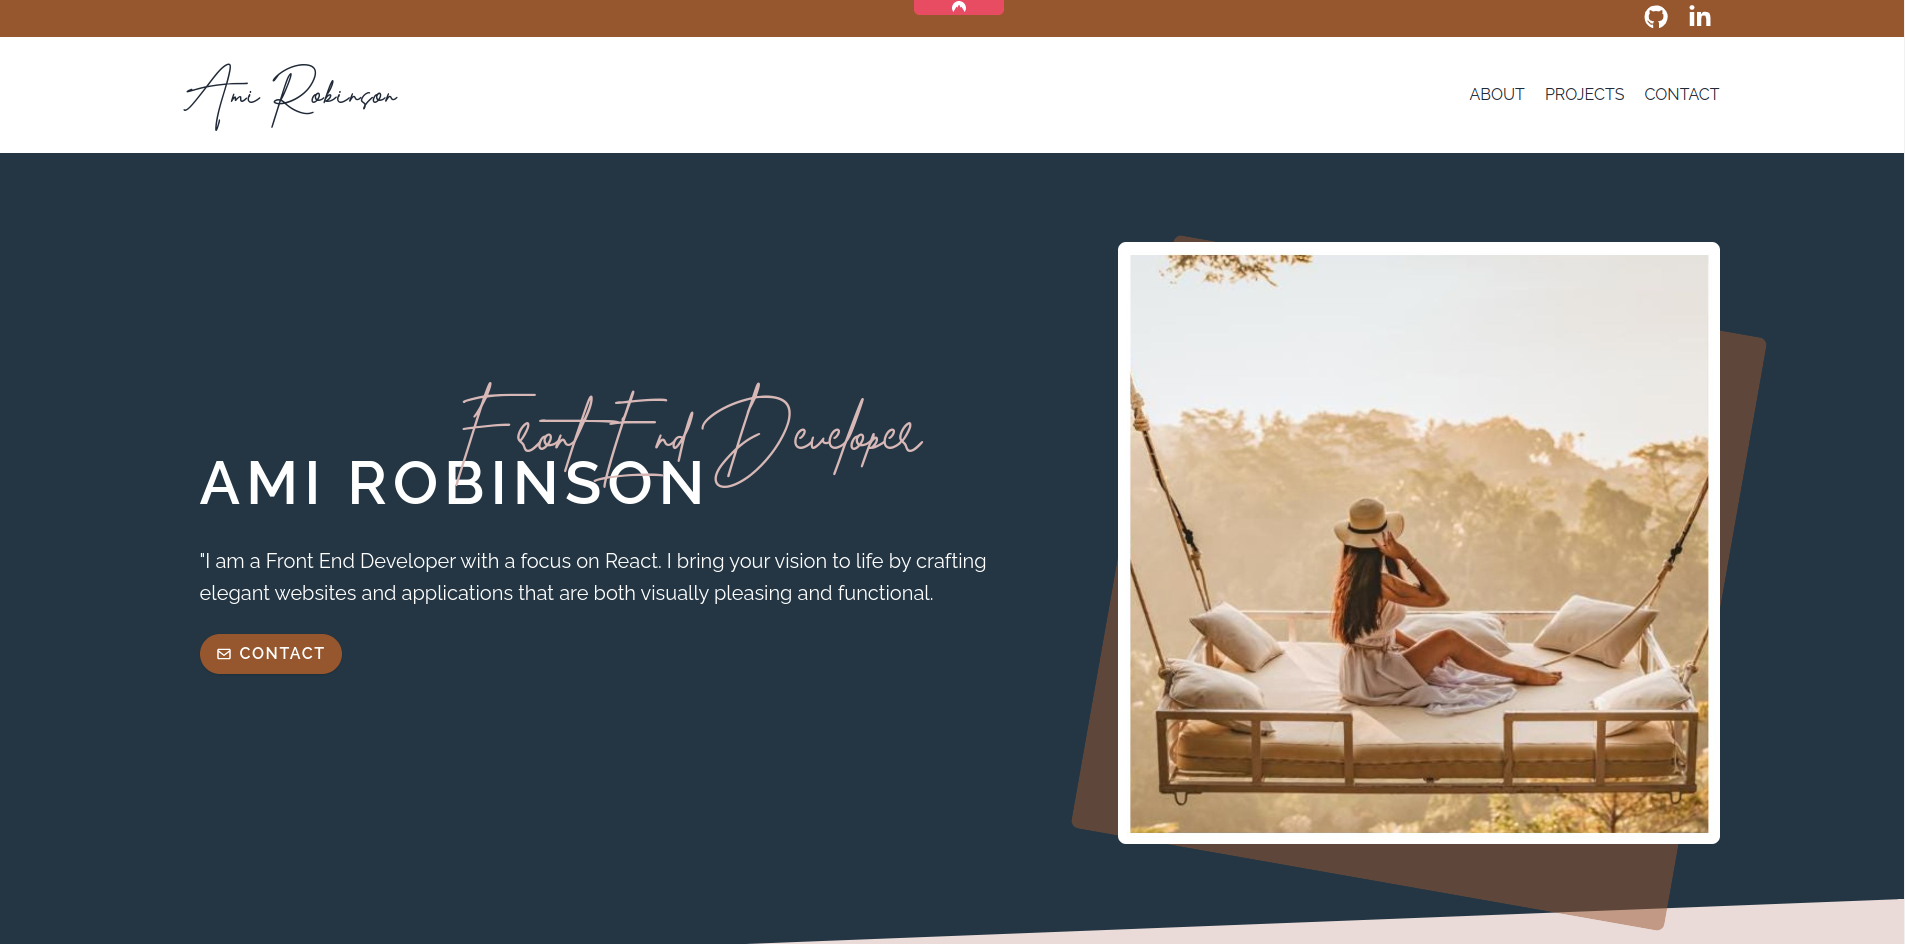 Ami Robinson
ABOUT PROJECTS CONTACT
Front End Developer
AMI ROBINSON
"I am a Front End Developer with a focus on React. I bring your vision to life by crafting
elegant websites and applications that are both visually pleasing and functional.
CONTACT